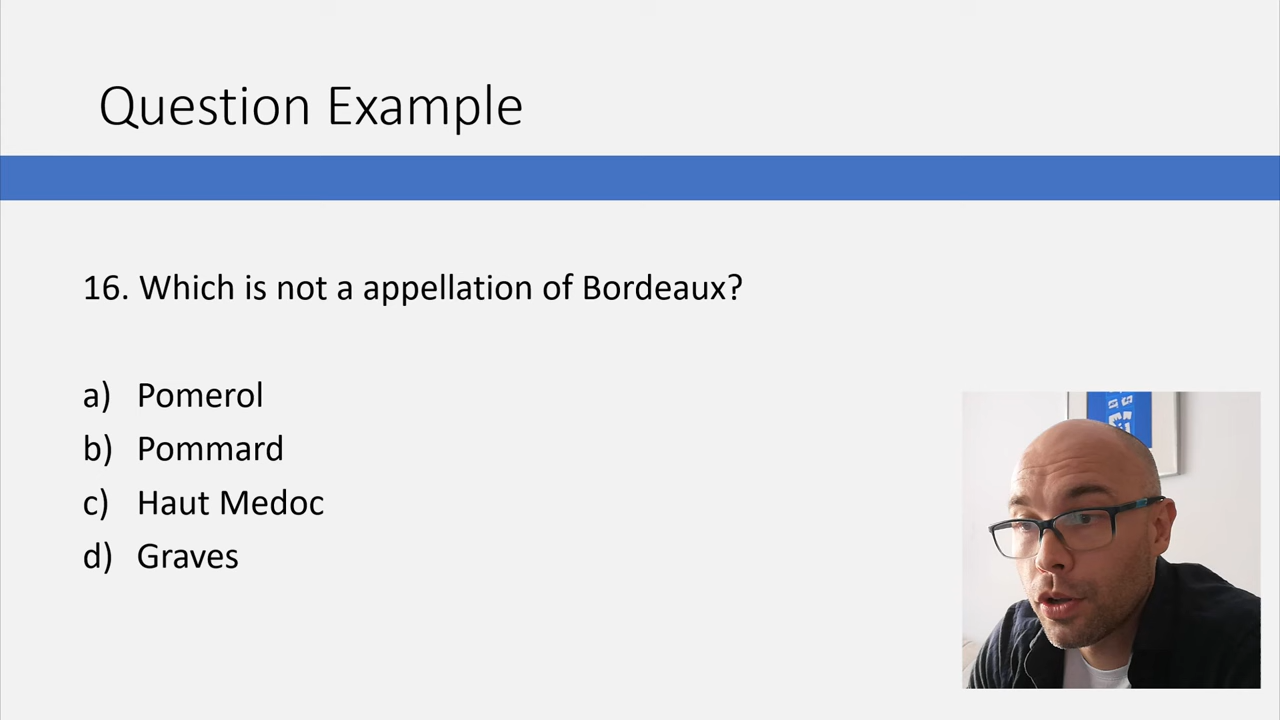 Question Example
16. Which is not a appellation of Bordeaux?
a) Pomerol
b) Pommard
c) Haut Medoc
d) Graves